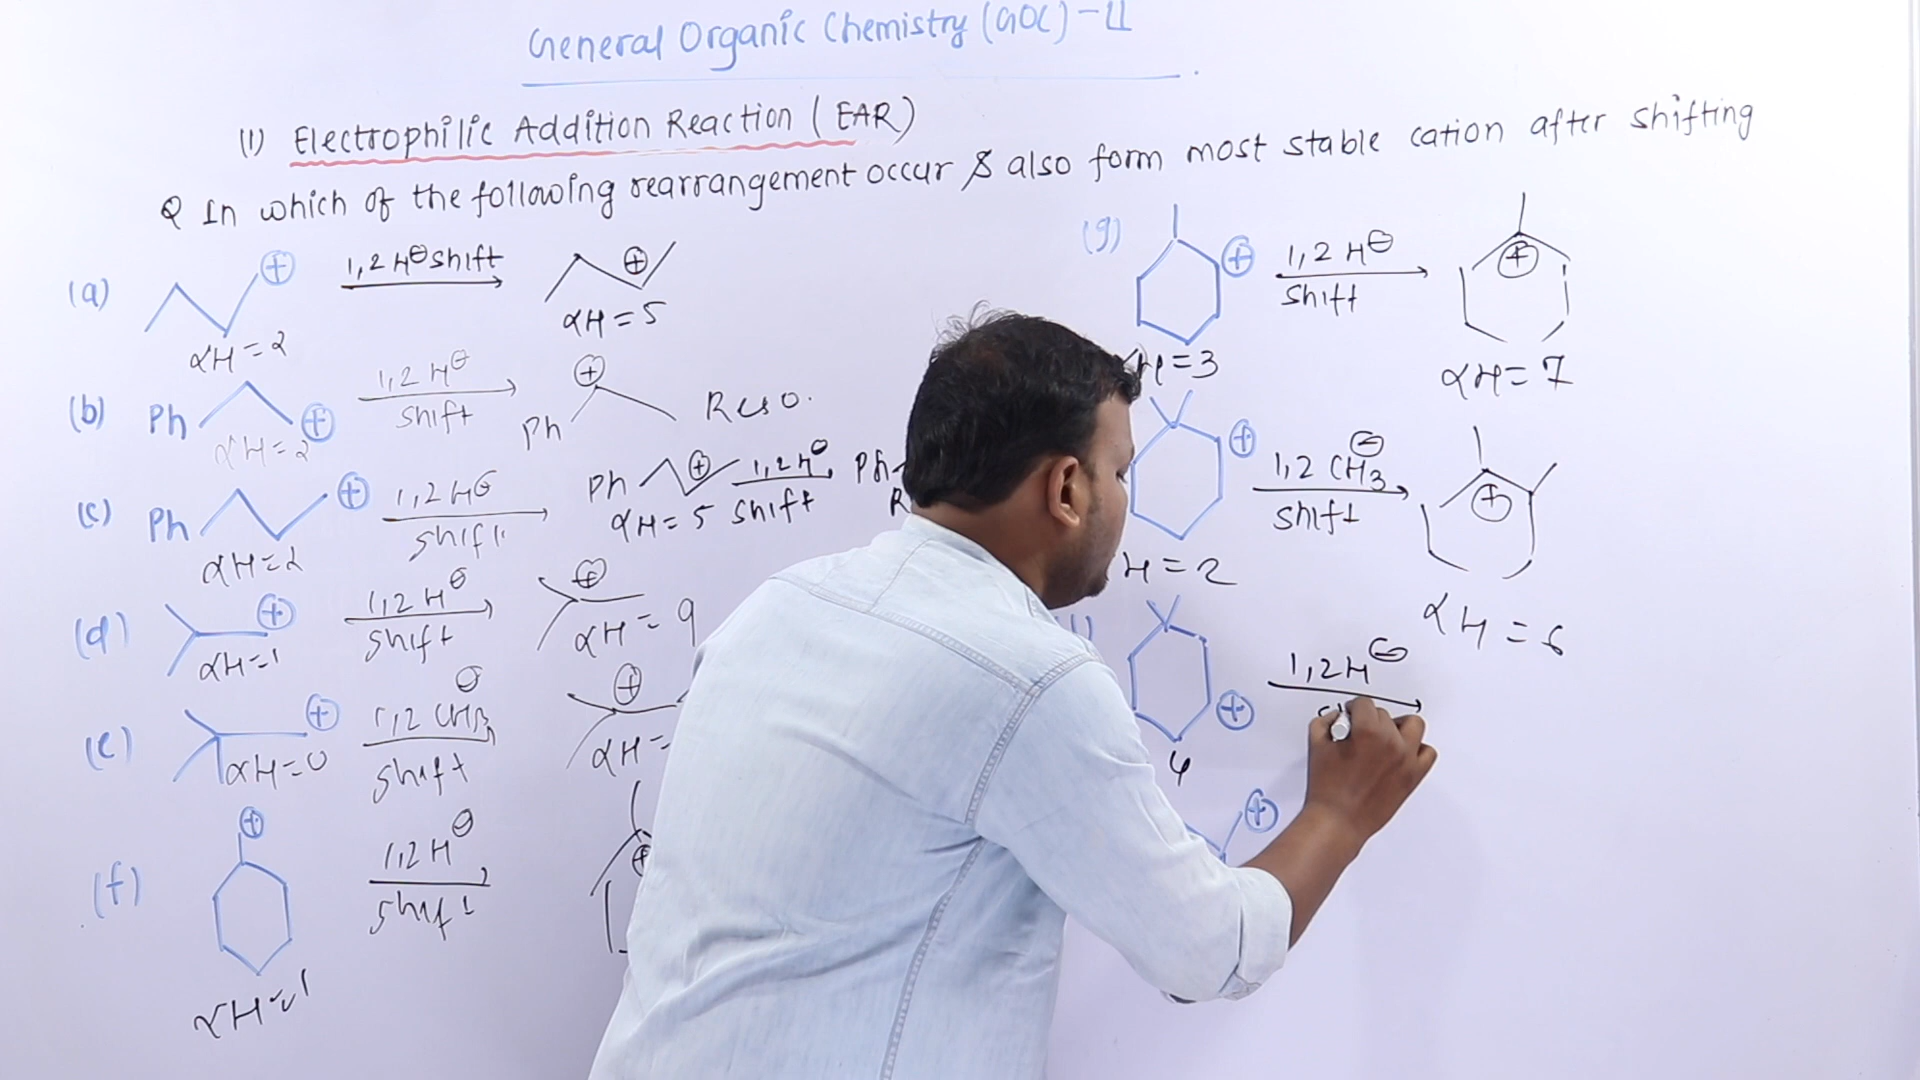 General Organic Chemistry (GOC)-II
(1) Electrophilic Addition Reaction (EAR)
Q In which of the following rearrangement occur & also form most stable cation after shifting
(a) ⊕ 1,2 H⊖ shift ⊕
αH = 2 αH = 5
(b) Ph ⊕ 1,2 H⊖ shift Ph ⊕ Reso.
αH = 2
(c) Ph ⊕ 1,2 H⊖ shift Ph ⊕ 1,2 H⊖ shift Ph
αH = 2 αH = 5
(d) ⊕ 1,2 H⊖ shift ⊕
αH = 1 αH = 9
(e) ⊕ 1,2 CH3⊖ shift ⊕
αH = 0 αH =
(f) ⊕ 1,2 H⊖ shift ⊕
αH = 1
(g) ⊕ 1,2 H⊖ shift ⊕
H = 3 αH = 7
⊕ 1,2 CH3⊖ shift ⊕
H = 2 αH = 6
⊕ 1,2 H⊖
4
⊕